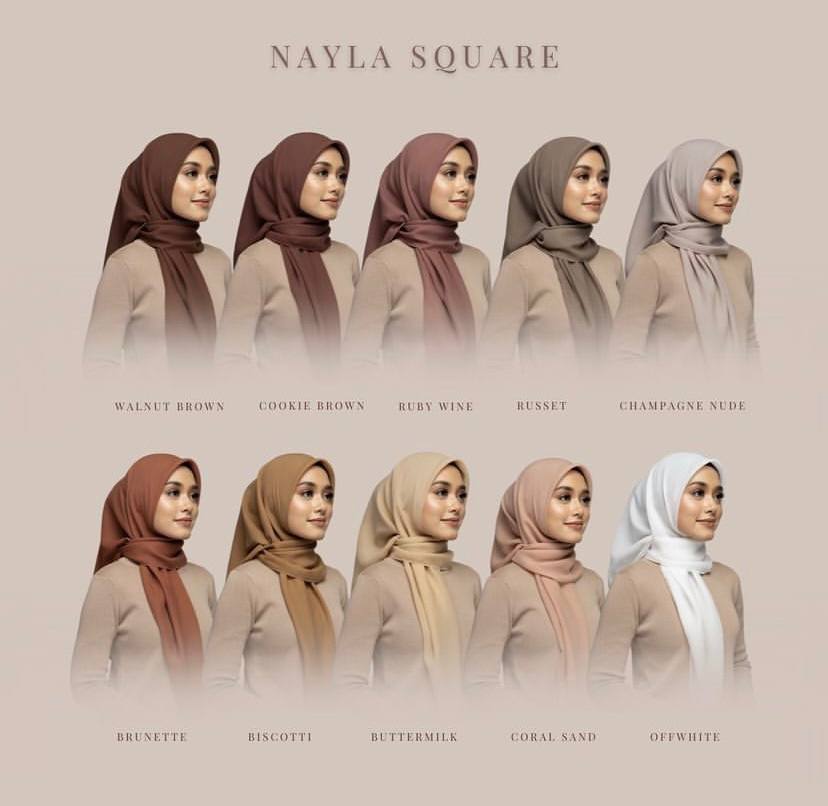 NAYLA SQUARE
WALNUT BROWN COOKIE BROWN RUBY WINE RUSSET CHAMPAGNE NUDE
BRUNETTE BISCOTTI BUTTERMILK CORAL SAND OFFWHITE